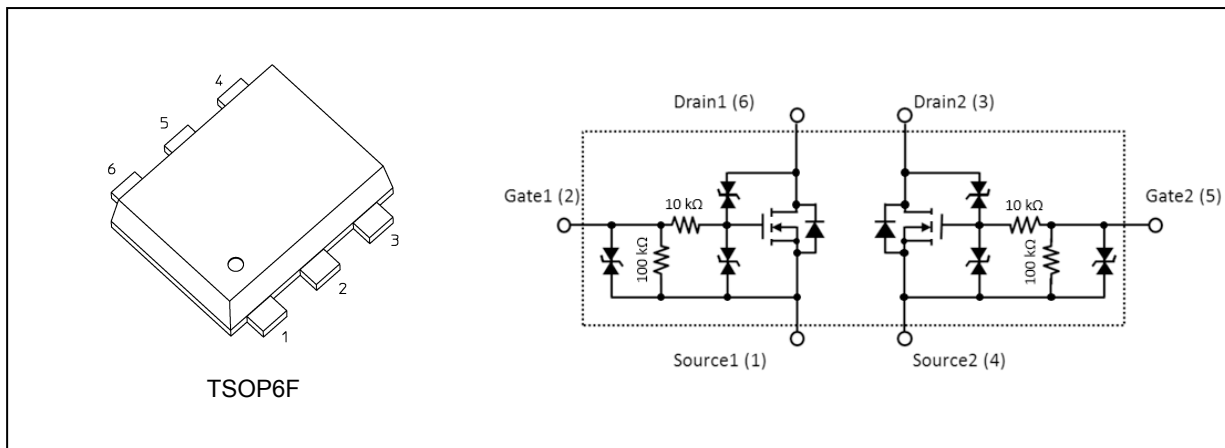 4
5
6
3
2
1
TSOP6F
Drain1 (6)
Drain2 (3)
Gate1 (2)
10 kΩ
100 kΩ
10 kΩ
100 kΩ
Gate2 (5)
Source1 (1)
Source2 (4)